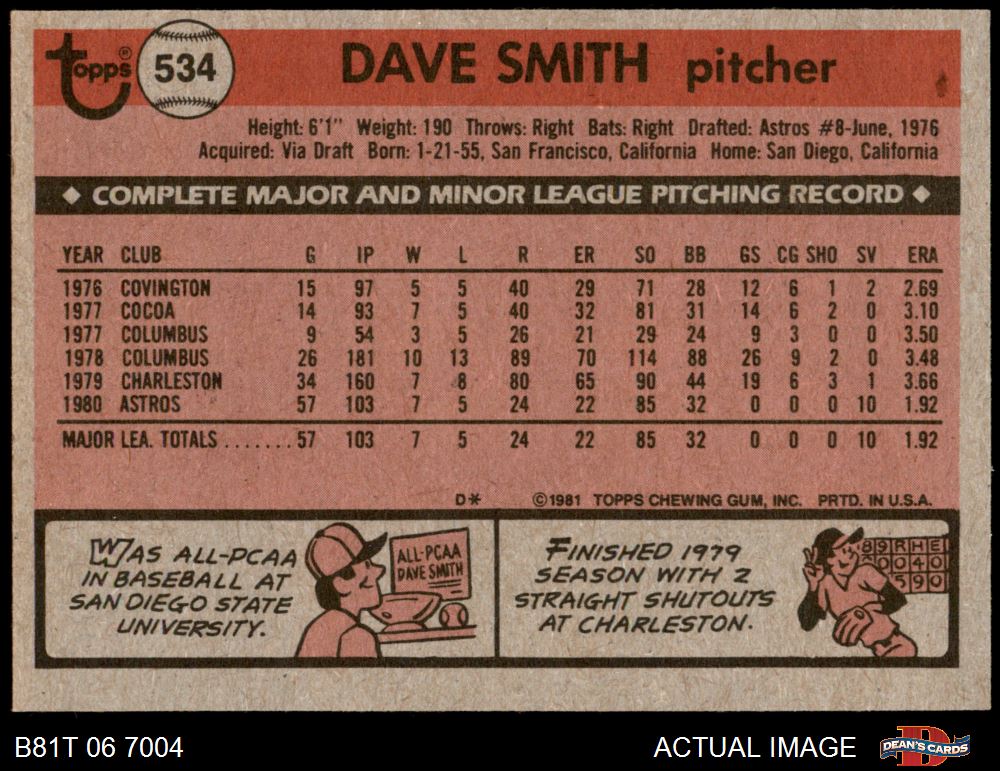 Topps® 534 DAVE SMITH pitcher
Height: 6'1" Weight: 190 Throws: Right Bats: Right Drafted: Astros #8-June, 1976
Acquired: Via Draft Born: 1-21-55, San Francisco, California Home: San Diego, California
◆ COMPLETE MAJOR AND MINOR LEAGUE PITCHING RECORD ◆
YEAR CLUB G IP W L R ER SO BB GS CG SHO SV ERA
1976 COVINGTON 15 97 5 5 40 29 71 28 12 6 1 2 2.69
1977 COCOA 14 93 7 5 40 32 81 31 14 6 2 0 3.10
1977 COLUMBUS 9 54 3 5 26 21 29 24 9 3 0 0 3.50
1978 COLUMBUS 26 181 10 13 89 70 114 88 26 9 2 0 3.48
1979 CHARLESTON 34 160 7 8 80 65 90 44 19 6 3 1 3.66
1980 ASTROS 57 103 7 5 24 22 85 32 0 0 0 10 1.92
MAJOR LEA. TOTALS ....... 57 103 7 5 24 22 85 32 0 0 0 10 1.92
D* ©1981 TOPPS CHEWING GUM, INC. PRTD. IN U.S.A.
WAS ALL-PCAA
IN BASEBALL AT
SAN DIEGO STATE
UNIVERSITY.
ALL-PCAA
DAVE SMITH
FINISHED 1979
SEASON WITH 2
STRAIGHT SHUTOUTS
AT CHARLESTON.
8 9 R H E
0 0 4 0
5 9 0
B81T 06 7004 ACTUAL IMAGE DEAN'S CARDS